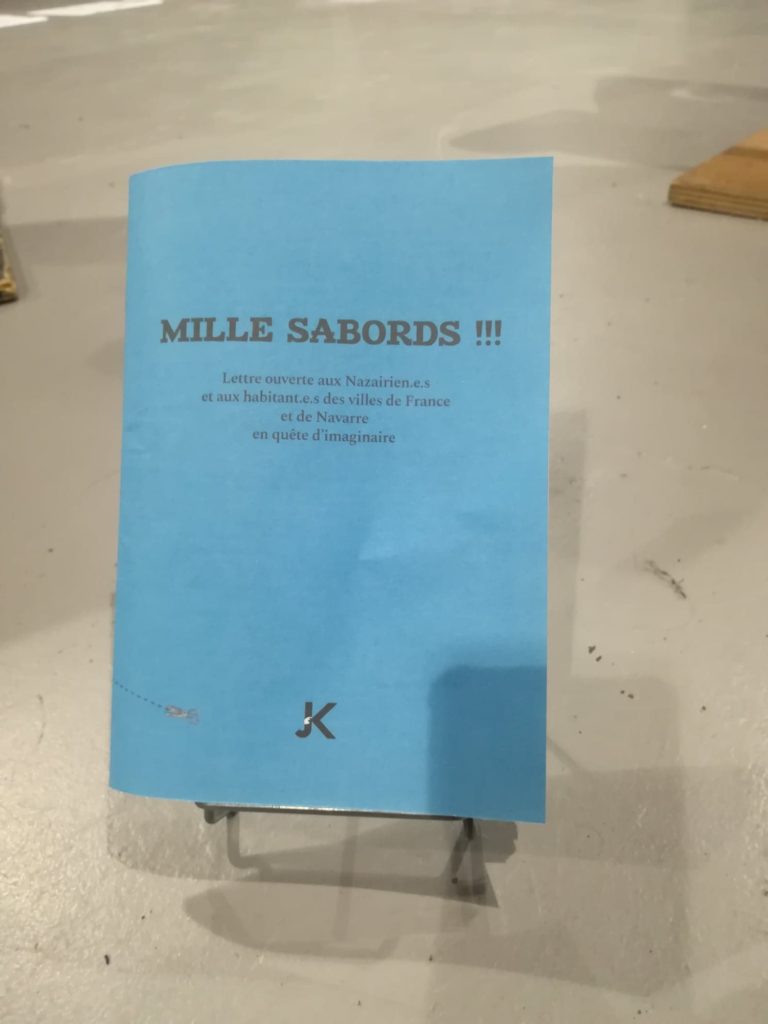 MILLE SABORDS !!!
Lettre ouverte aux Nazairien.e.s
et aux habitant.e.s des villes de France
et de Navarre
en quête d'imaginaire
JK